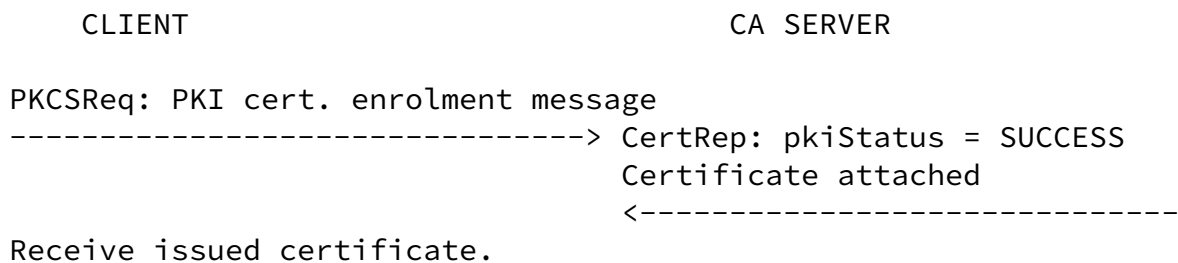 CLIENT                              CA SERVER
PKCSReq: PKI cert. enrolment message
--------------------------------> CertRep: pkiStatus = SUCCESS
                                  Certificate attached
                                  <------------------------------
Receive issued certificate.